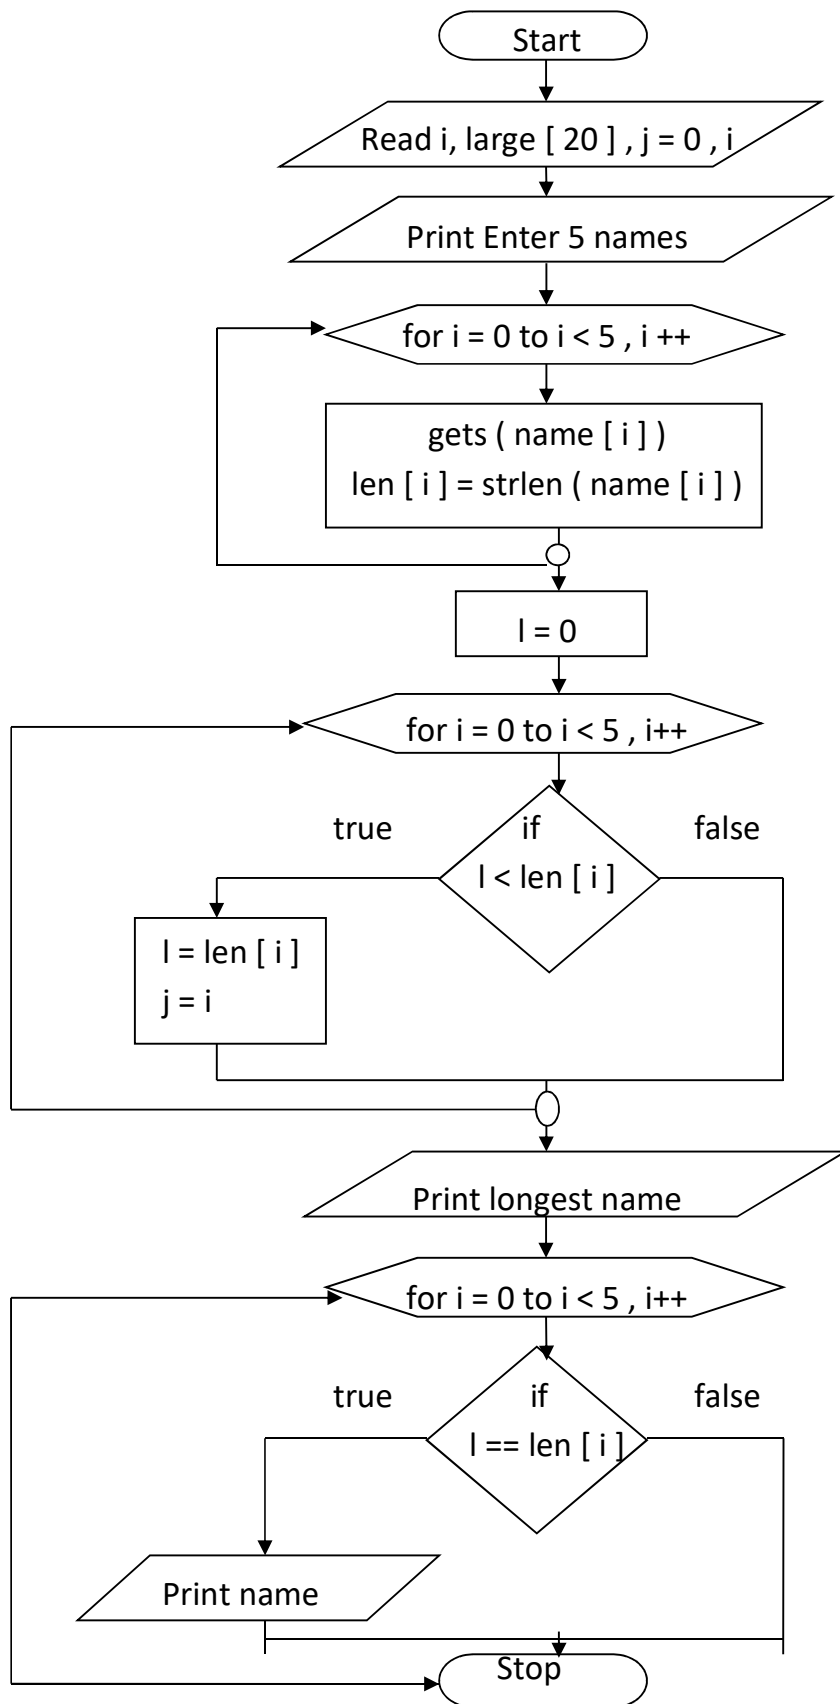 Start
Read i, large [ 20 ] , j = 0 , i
Print Enter 5 names
for i = 0 to i < 5 , i ++
gets ( name [ i ] )
len [ i ] = strlen ( name [ i ] )
l = 0
for i = 0 to i < 5 , i++
true if false
l < len [ i ]
l = len [ i ]
j = i
Print longest name
for i = 0 to i < 5 , i++
true if false
l == len [ i ]
Print name
Stop